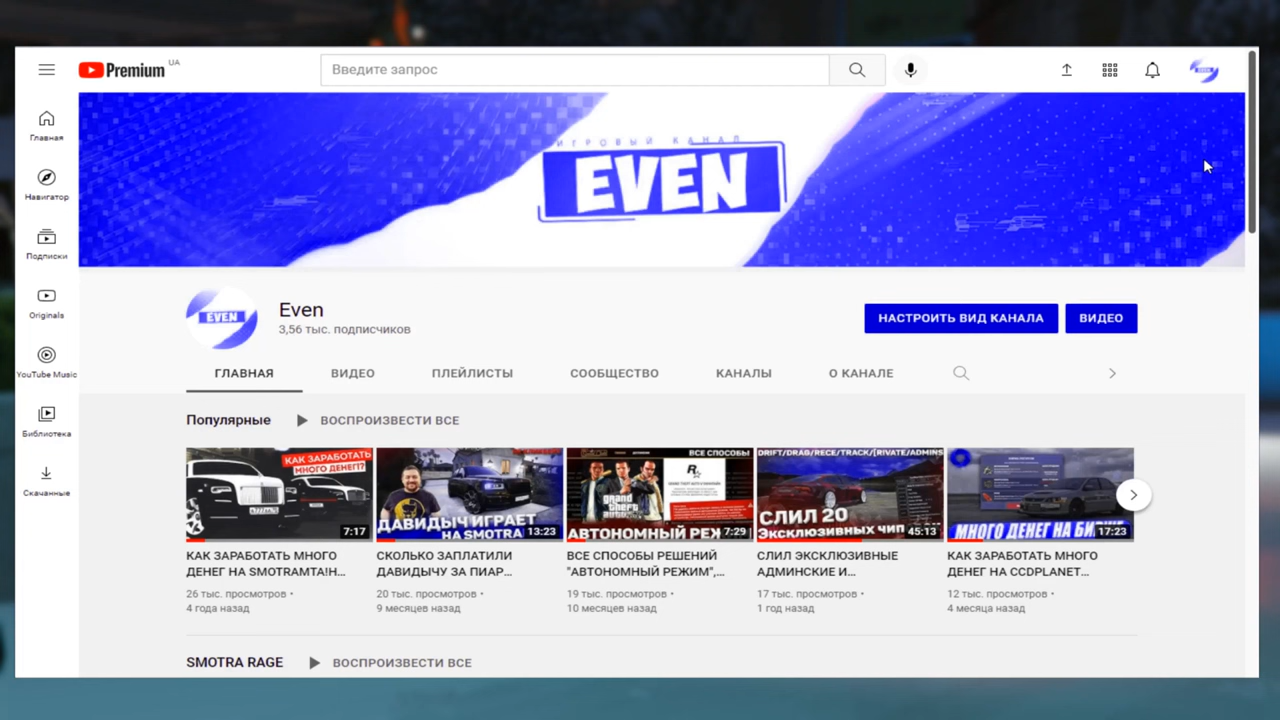 Premium UA
Введите запрос
Главная
Навигатор
Подписки
Originals
YouTube Music
Библиотека
Скачанные
ИГРОВЫЙ КАНАЛ
EVEN
EVEN
Even
3,56 тыс. подписчиков
НАСТРОИТЬ ВИД КАНАЛА
ВИДЕО
ГЛАВНАЯ
ВИДЕО
ПЛЕЙЛИСТЫ
СООБЩЕСТВО
КАНАЛЫ
О КАНАЛЕ
Популярные
ВОСПРОИЗВЕСТИ ВСЕ
КАК ЗАРАБОТАТЬ
МНОГО ДЕНЕГ!?
7:17
КАК ЗАРАБОТАТЬ МНОГО
ДЕНЕГ НА SMOTRAMTA!Н...
26 тыс. просмотров •
4 года назад
ДАВИДЫЧ ИГРАЕТ
НА SMOTRA
13:23
СКОЛЬКО ЗАПЛАТИЛИ
ДАВИДЫЧУ ЗА ПИАР...
20 тыс. просмотров •
9 месяцев назад
ВСЕ СПОСОБЫ
grand
theft
auto
АВТОНОМНЫЙ РЕЖ
7:29
ВСЕ СПОСОБЫ РЕШЕНИЙ
"АВТОНОМНЫЙ РЕЖИМ",...
19 тыс. просмотров •
10 месяцев назад
DRIFT/DRAG/RECE/TRACK/[RIVATE/ADMINS
СЛИЛ 20
Эксклюзивных чип
45:13
СЛИЛ ЭКСКЛЮЗИВНЫЕ
АДМИНСКИЕ И...
17 тыс. просмотров •
1 год назад
МНОГО ДЕНЕГ НА БИ
17:23
КАК ЗАРАБОТАТЬ МНОГО
ДЕНЕГ НА CCDPLANET...
12 тыс. просмотров •
4 месяца назад
SMOTRA RAGE
ВОСПРОИЗВЕСТИ ВСЕ